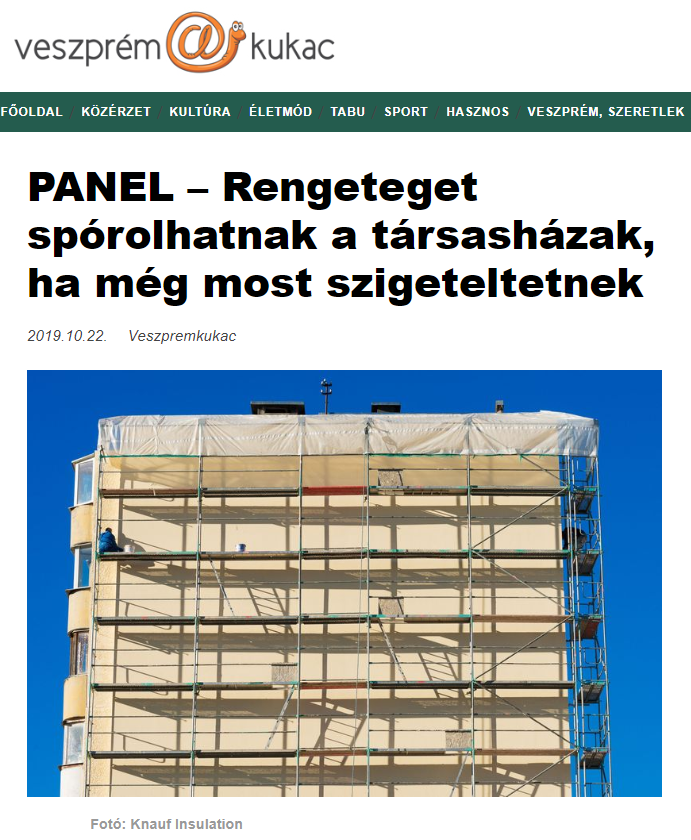 veszprém@kukac
FŐOLDAL / KÖZÉRZET / KULTÚRA / ÉLETMÓD / TABU / SPORT / HASZNOS / VESZPRÉM, SZERETLEK
PANEL – Rengeteget
spórolhatnak a társasházak,
ha még most szigeteltetnek
2019.10.22. Veszpremkukac
Fotó: Knauf Insulation